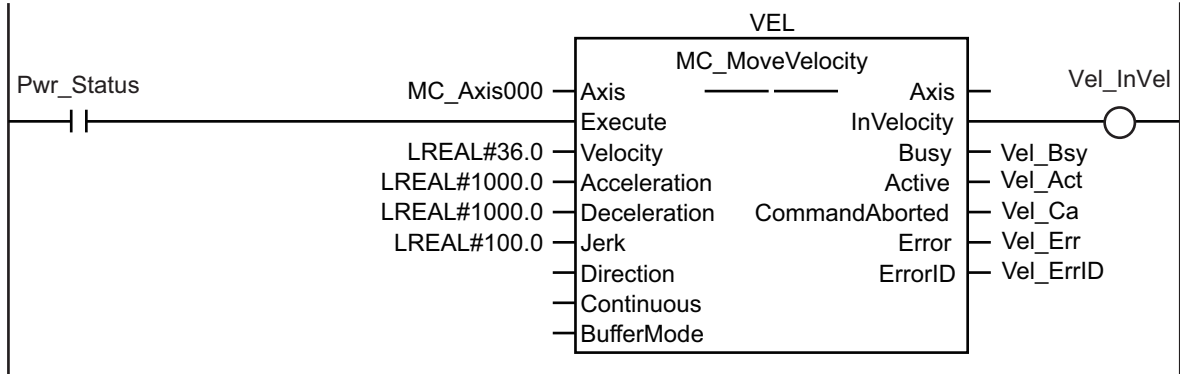 VEL
MC_MoveVelocity
Pwr_Status
Vel_InVel
MC_Axis000 Axis Axis
Execute InVelocity
LREAL#36.0 Velocity Busy Vel_Bsy
LREAL#1000.0 Acceleration Active Vel_Act
LREAL#1000.0 Deceleration CommandAborted Vel_Ca
LREAL#100.0 Jerk Error Vel_Err
Direction ErrorID Vel_ErrID
Continuous
BufferMode